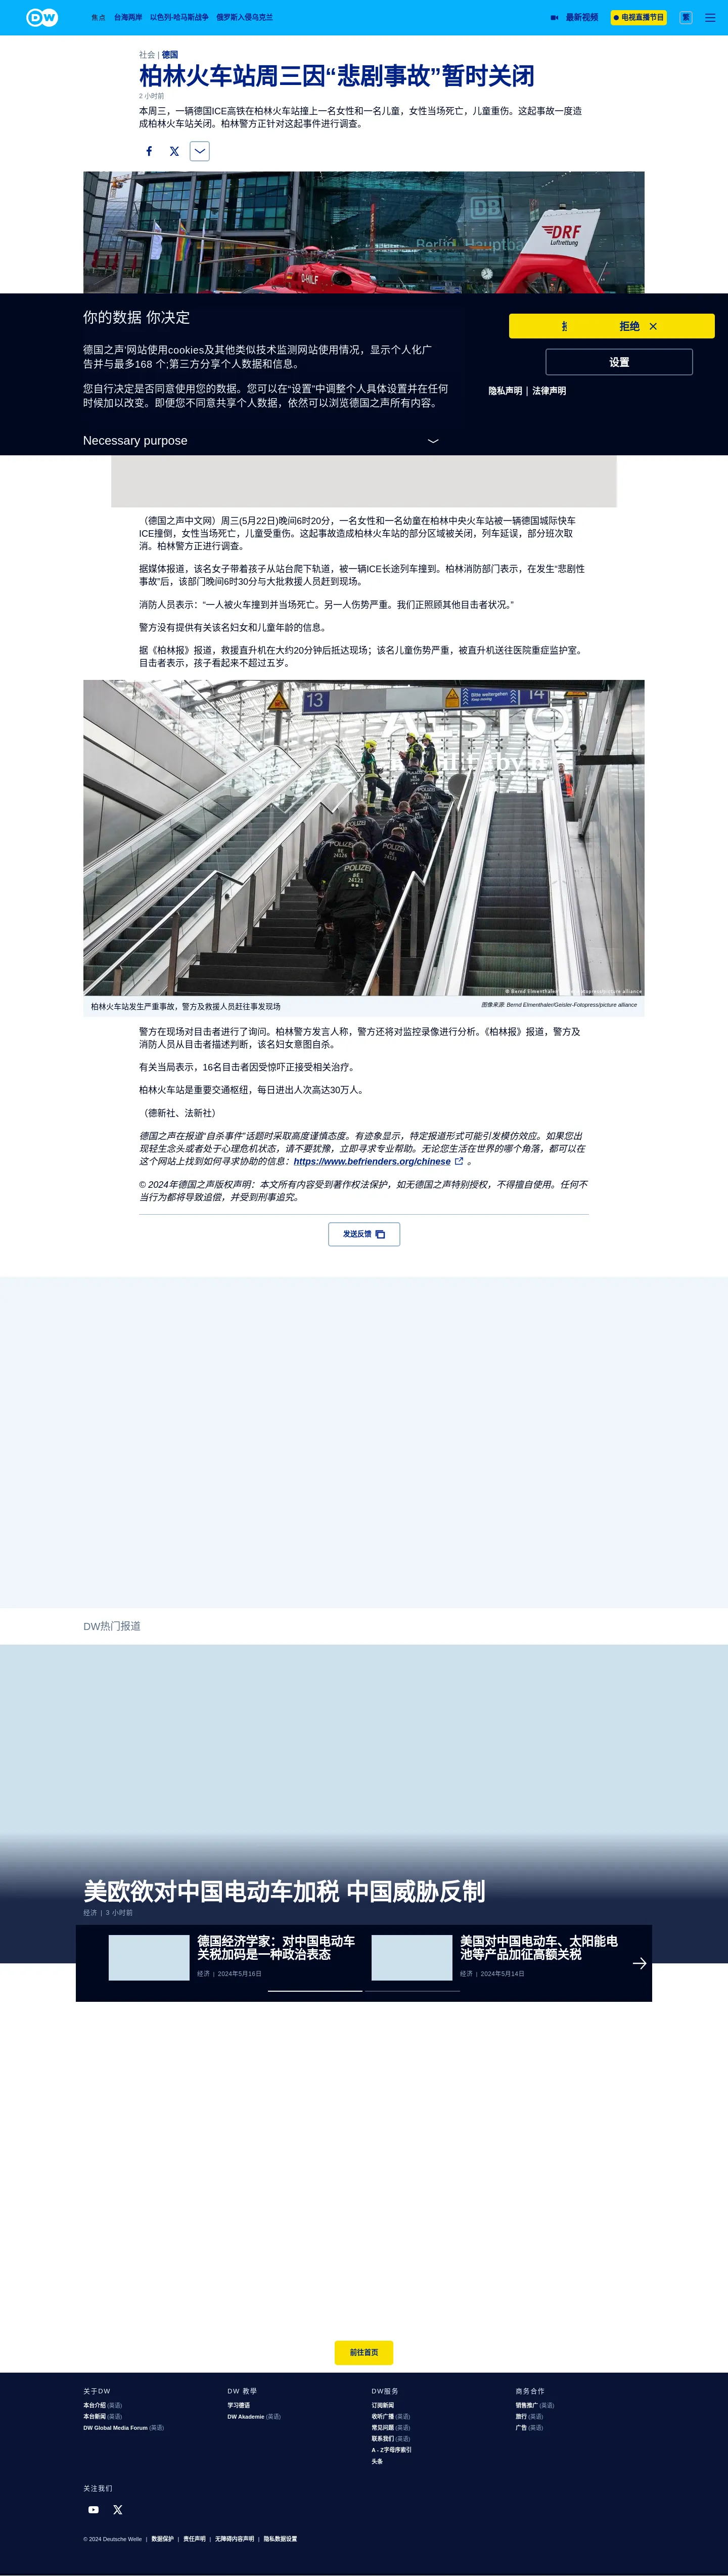 DW
焦点 台海两岸 以色列-哈马斯战争 俄罗斯入侵乌克兰 最新视频 电视直播节目 繁
社会 | 德国
柏林火车站周三因“悲剧事故”暂时关闭
2 小时前
本周三，一辆德国ICE高铁在柏林火车站撞上一名女性和一名儿童，女性当场死亡，儿童重伤。这起事故一度造
成柏林火车站关闭。柏林警方正针对这起事件进行调查。
DB
Berlin Hauptba
DRF
Luftrettung
D-HILF
你的数据 你决定
拒绝
德国之声'网站使用cookies及其他类似技术监测网站使用情况，显示个人化广
告并与最多168 个;第三方分享个人数据和信息。
设置
您自行决定是否同意使用您的数据。您可以在“设置”中调整个人具体设置并在任何
时候加以改变。即便您不同意共享个人数据，依然可以浏览德国之声所有内容。
隐私声明 | 法律声明
Necessary purpose
（德国之声中文网）周三(5月22日)晚间6时20分，一名女性和一名幼童在柏林中央火车站被一辆德国城际快车
ICE撞倒，女性当场死亡，儿童受重伤。这起事故造成柏林火车站的部分区域被关闭，列车延误，部分班次取
消。柏林警方正进行调查。
据媒体报道，该名女子带着孩子从站台爬下轨道，被一辆ICE长途列车撞到。柏林消防部门表示，在发生“悲剧性
事故”后，该部门晚间6时30分与大批救援人员赶到现场。
消防人员表示：“一人被火车撞到并当场死亡。另一人伤势严重。我们正照顾其他目击者状况。”
警方没有提供有关该名妇女和儿童年龄的信息。
据《柏林报》报道，救援直升机在大约20分钟后抵达现场；该名儿童伤势严重，被直升机送往医院重症监护室。
目击者表示，孩子看起来不超过五岁。
13
Bitte weitergehen
14
POLIZEI
BE
24126
POLIZEI
BE
24121
© Bernd Elmenthaler
柏林火车站发生严重事故，警方及救援人员赶往事发现场
图像来源: Bernd Elmenthaler/Geisler-Fotopress/picture alliance
警方在现场对目击者进行了询问。柏林警方发言人称，警方还将对监控录像进行分析。《柏林报》报道，警方及
消防人员从目击者描述判断，该名妇女意图自杀。
有关当局表示，16名目击者因受惊吓正接受相关治疗。
柏林火车站是重要交通枢纽，每日进出人次高达30万人。
（德新社、法新社）
德国之声在报道“自杀事件”话题时采取高度谨慎态度。有迹象显示，特定报道形式可能引发模仿效应。如果您出
现轻生念头或者处于心理危机状态，请不要犹豫，立即寻求专业帮助。无论您生活在世界的哪个角落，都可以在
这个网站上找到如何寻求协助的信息：https://www.befrienders.org/chinese 。
© 2024年德国之声版权声明：本文所有内容受到著作权法保护，如无德国之声特别授权，不得擅自使用。任何不
当行为都将导致追偿，并受到刑事追究。
发送反馈
DW热门报道
美欧欲对中国电动车加税 中国威胁反制
经济 | 3 小时前
德国经济学家：对中国电动车
关税加码是一种政治表态
经济 | 2024年5月16日
美国对中国电动车、太阳能电
池等产品加征高额关税
经济 | 2024年5月14日
前往首页
关于DW
本台介绍 (英语)
本台新闻 (英语)
DW Global Media Forum (英语)
DW 教學
学习德语
DW Akademie (英语)
DW服务
订阅新闻
收听广播 (英语)
常见问题 (英语)
联系我们 (英语)
A - Z字母序索引
头条
商务合作
销售推广 (英语)
旅行 (英语)
广告 (英语)
关注我们
© 2024 Deutsche Welle | 数据保护 | 责任声明 | 无障碍内容声明 | 隐私数据设置